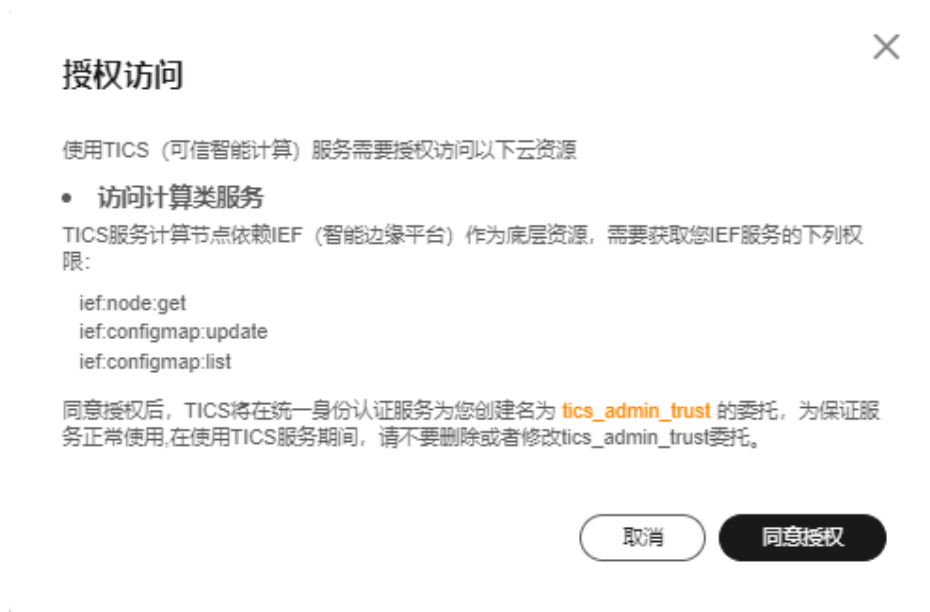 授权访问
使用TICS（可信智能计算）服务需要授权访问以下云资源
• 访问计算类服务
TICS服务计算节点依赖IEF（智能边缘平台）作为底层资源，需要获取您IEF服务的下列权
限：
ief:node:get
ief:configmap:update
ief:configmap:list
同意授权后，TICS将在统一身份认证服务为您创建名为 tics_admin_trust 的委托，为保证服
务正常使用,在使用TICS服务期间，请不要删除或者修改tics_admin_trust委托。
取消 同意授权